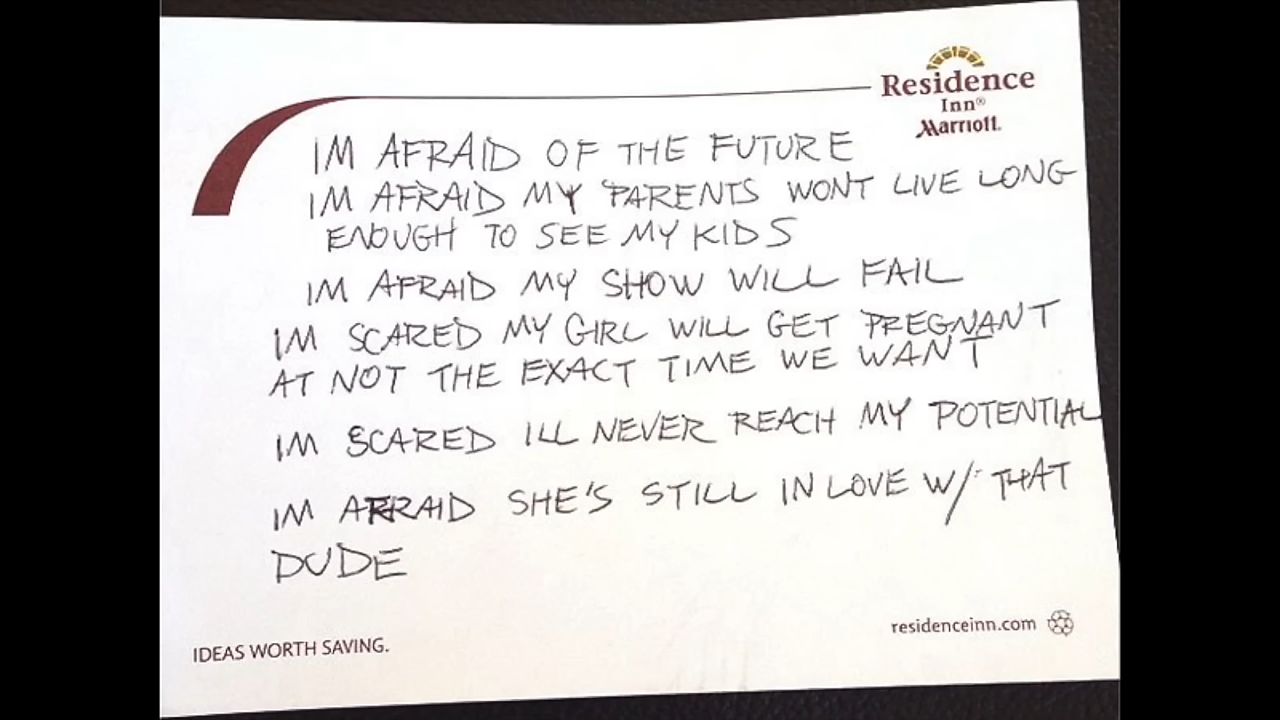 Residence
Inn®
Marriott.
IM AFRAID OF THE FUTURE
IM AFRAID MY PARENTS WONT LIVE LONG
ENOUGH TO SEE MY KIDS
IM AFRAID MY SHOW WILL FAIL
IM SCARED MY GIRL WILL GET PREGNANT
AT NOT THE EXACT TIME WE WANT
IM SCARED ILL NEVER REACH MY POTENTIAL
IM AFRAID SHE'S STILL IN LOVE W/ THAT
DUDE
residenceinn.com
IDEAS WORTH SAVING.